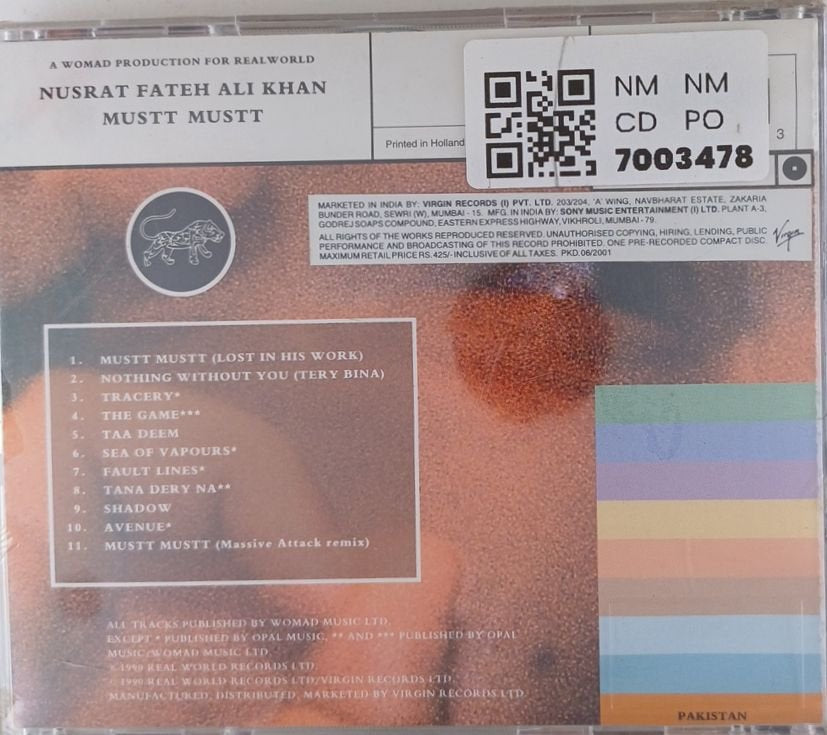 A WOMAD PRODUCTION FOR REALWORLD
NUSRAT FATEH ALI KHAN
MUSTT MUSTT
Printed in Holland
NM NM
CD PO
7003478
3
MARKETED IN INDIA BY: VIRGIN RECORDS (I) PVT. LTD. 203/204, 'A' WING, NAVBHARAT ESTATE, ZAKARIA
BUNDER ROAD, SEWRI (W), MUMBAI - 15. MFG. IN INDIA BY: SONY MUSIC ENTERTAINMENT (I) LTD. PLANT A-3,
GODREJ SOAPS COMPOUND, EASTERN EXPRESS HIGHWAY, VIKHROLI, MUMBAI - 79.
ALL RIGHTS OF THE WORKS REPRODUCED RESERVED. UNAUTHORISED COPYING, HIRING, LENDING, PUBLIC
PERFORMANCE AND BROADCASTING OF THIS RECORD PROHIBITED. ONE PRE-RECORDED COMPACT DISC.
MAXIMUM RETAIL PRICE RS. 425/- INCLUSIVE OF ALL TAXES. PKD. 06/2001
Virgin
1. MUSTT MUSTT (LOST IN HIS WORK)
2. NOTHING WITHOUT YOU (TERY BINA)
3. TRACERY*
4. THE GAME***
5. TAA DEEM
6. SEA OF VAPOURS*
7. FAULT LINES*
8. TANA DERY NA**
9. SHADOW
10. AVENUE*
11. MUSTT MUSTT (Massive Attack remix)
ALL TRACKS PUBLISHED BY WOMAD MUSIC LTD.
EXCEPT * PUBLISHED BY OPAL MUSIC, ** AND *** PUBLISHED BY OPAL
MUSIC/WOMAD MUSIC LTD.
© 1990 REAL WORLD RECORDS LTD.
℗ 1990 REAL WORLD RECORDS LTD/VIRGIN RECORDS LTD.
MANUFACTURED, DISTRIBUTED, MARKETED BY VIRGIN RECORDS LTD
PAKISTAN